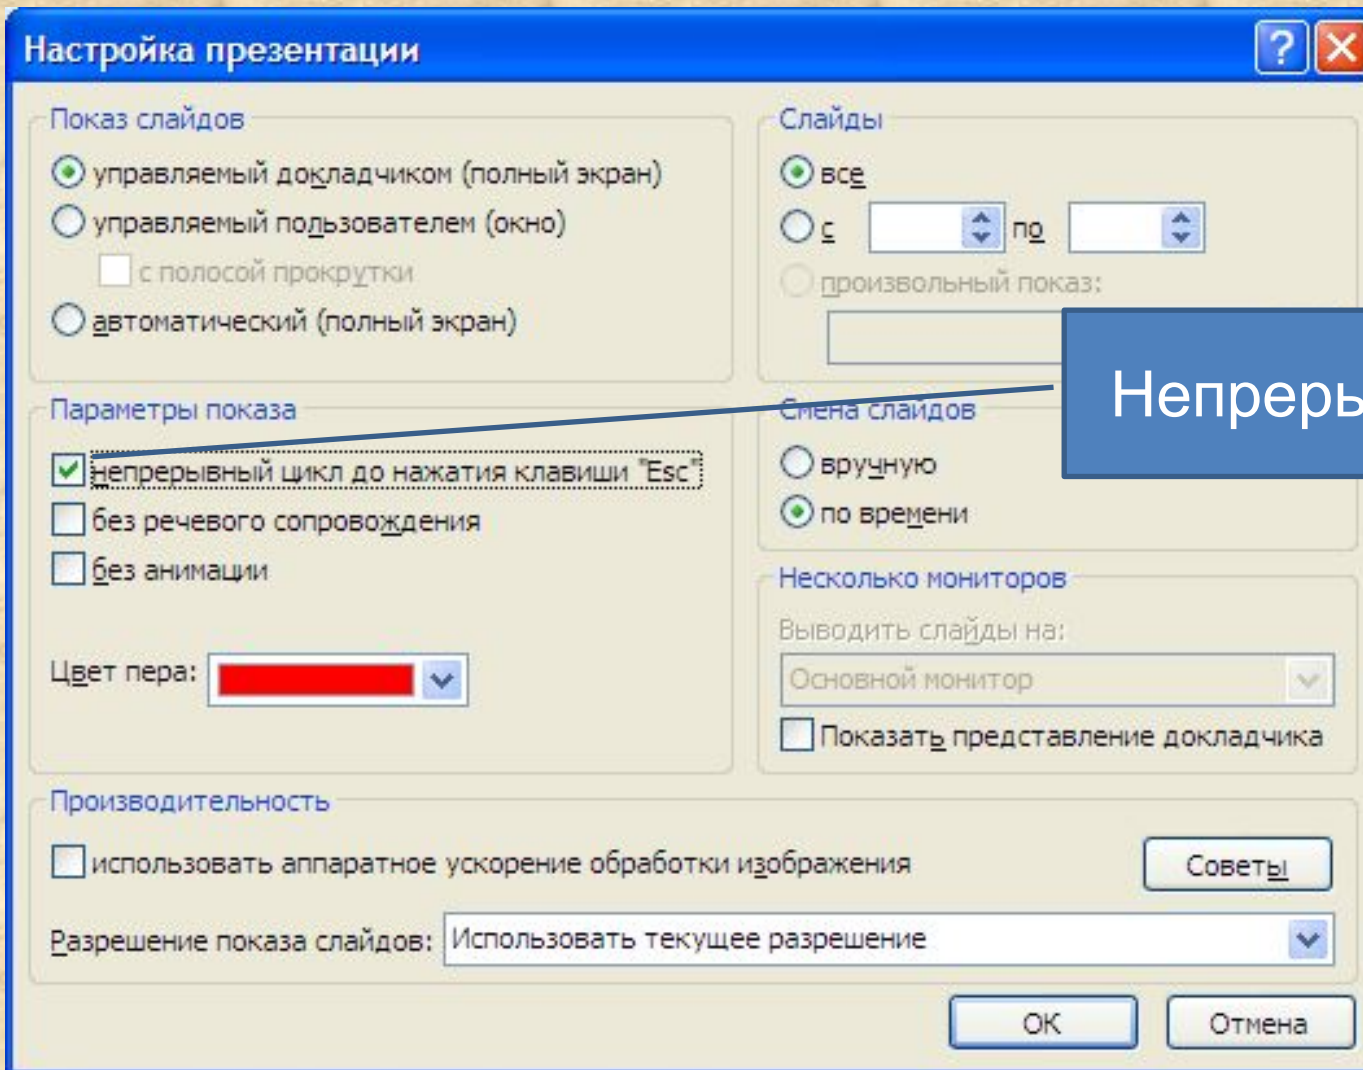 Настройка презентации
Показ слайдов
управляемый докладчиком (полный экран)
управляемый пользователем (окно)
с полосой прокрутки
автоматический (полный экран)
Слайды
все
с по
произвольный показ:
Непреры
Параметры показа
непрерывный цикл до нажатия клавиши "Esc"
без речевого сопровождения
без анимации
Цвет пера:
Смена слайдов
вручную
по времени
Несколько мониторов
Выводить слайды на:
Основной монитор
Показать представление докладчика
Производительность
использовать аппаратное ускорение обработки изображения
Советы
Разрешение показа слайдов: Использовать текущее разрешение
ОК Отмена